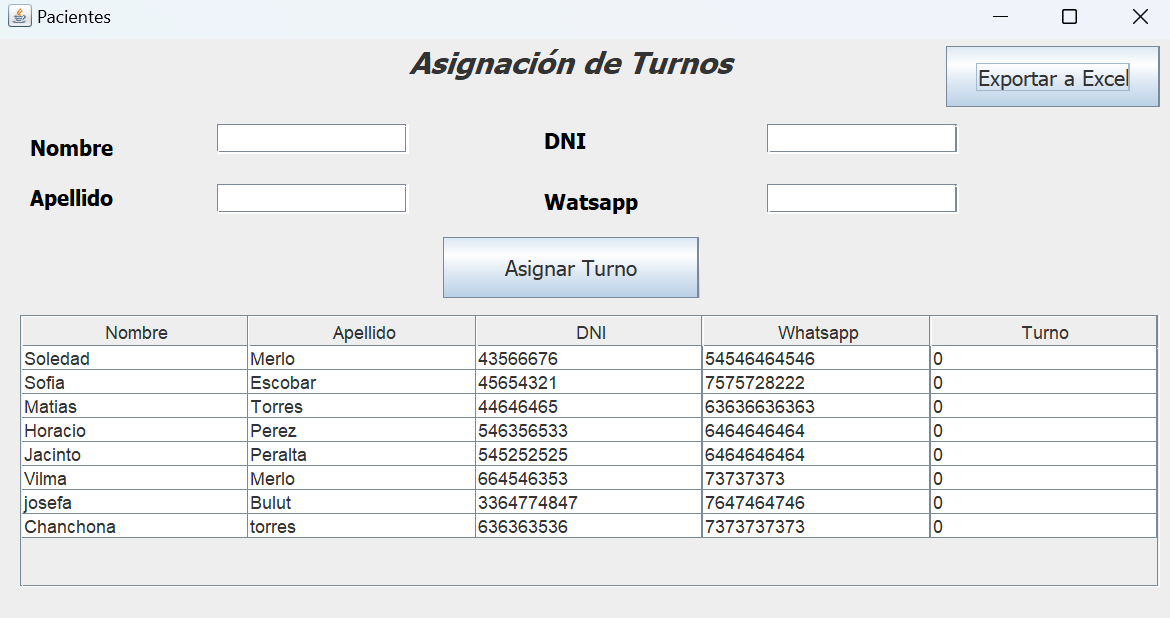 Pacientes
Asignación de Turnos
Exportar a Excel
Nombre
DNI
Apellido
Watsapp
Asignar Turno
Nombre Apellido DNI Whatsapp Turno
Soledad Merlo 43566676 54546464546 0
Sofia Escobar 45654321 7575728222 0
Matias Torres 44646465 63636636363 0
Horacio Perez 546356533 6464646464 0
Jacinto Peralta 545252525 6464646464 0
Vilma Merlo 664546353 73737373 0
josefa Bulut 3364774847 7647464746 0
Chanchona torres 636363536 7373737373 0